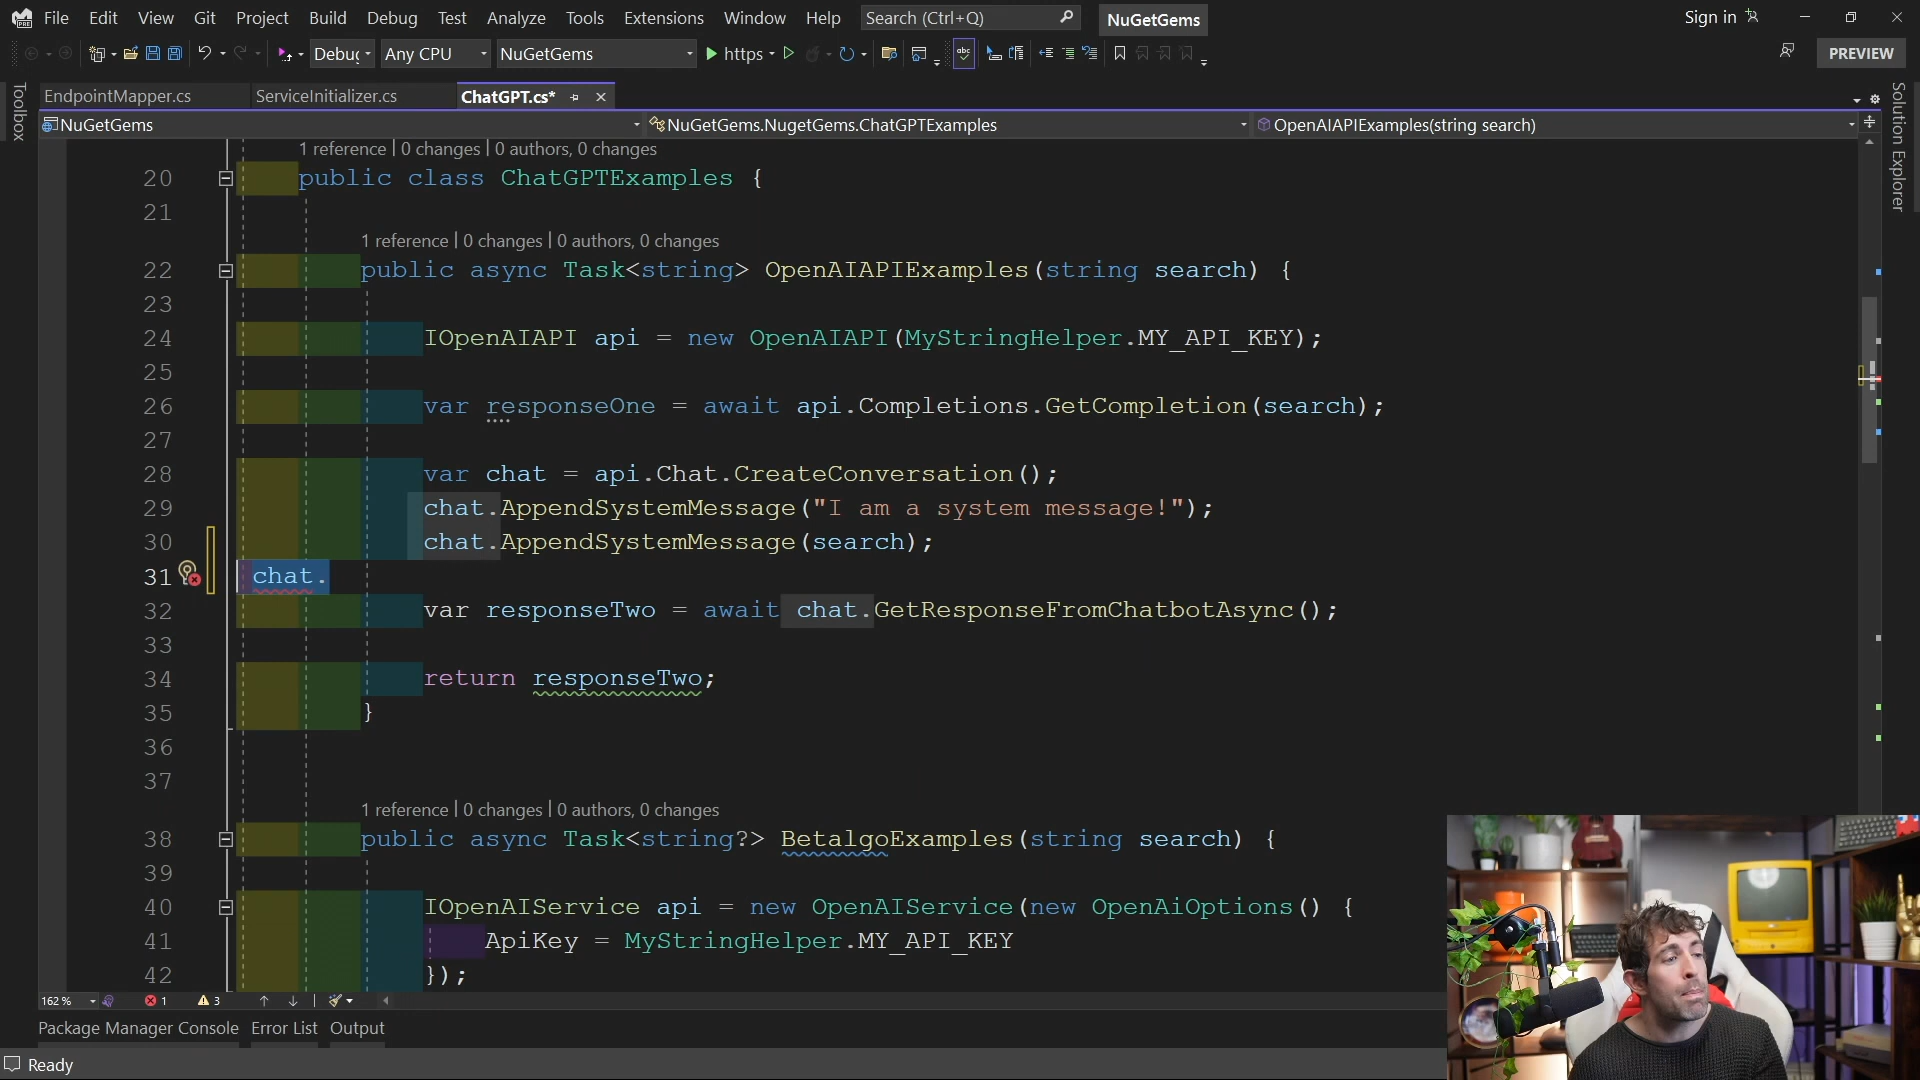 File Edit View Git Project Build Debug Test Analyze Tools Extensions Window Help Search (Ctrl+Q) NuGetGems Sign in
Debug Any CPU NuGetGems https PREVIEW
Toolbox
EndpointMapper.cs ServiceInitializer.cs ChatGPT.cs*
NuGetGems NuGetGems.NugetGems.ChatGPTExamples OpenAIAPIExamples(string search)
Solution Explorer
1 reference | 0 changes | 0 authors, 0 changes
20 public class ChatGPTExamples {
21
1 reference | 0 changes | 0 authors, 0 changes
22 public async Task<string> OpenAIAPIExamples(string search) {
23
24 IOpenAIAPI api = new OpenAIAPI(MyStringHelper.MY_API_KEY);
25
26 var responseOne = await api.Completions.GetCompletion(search);
27
28 var chat = api.Chat.CreateConversation();
29 chat.AppendSystemMessage("I am a system message!");
30 chat.AppendSystemMessage(search);
31 chat.
32 var responseTwo = await chat.GetResponseFromChatbotAsync();
33
34 return responseTwo;
35 }
36
37
1 reference | 0 changes | 0 authors, 0 changes
38 public async Task<string?> BetalgoExamples(string search) {
39
40 IOpenAIService api = new OpenAIService(new OpenAiOptions() {
41 ApiKey = MyStringHelper.MY_API_KEY
42 });
162 % 1 3
Package Manager Console Error List Output
Ready